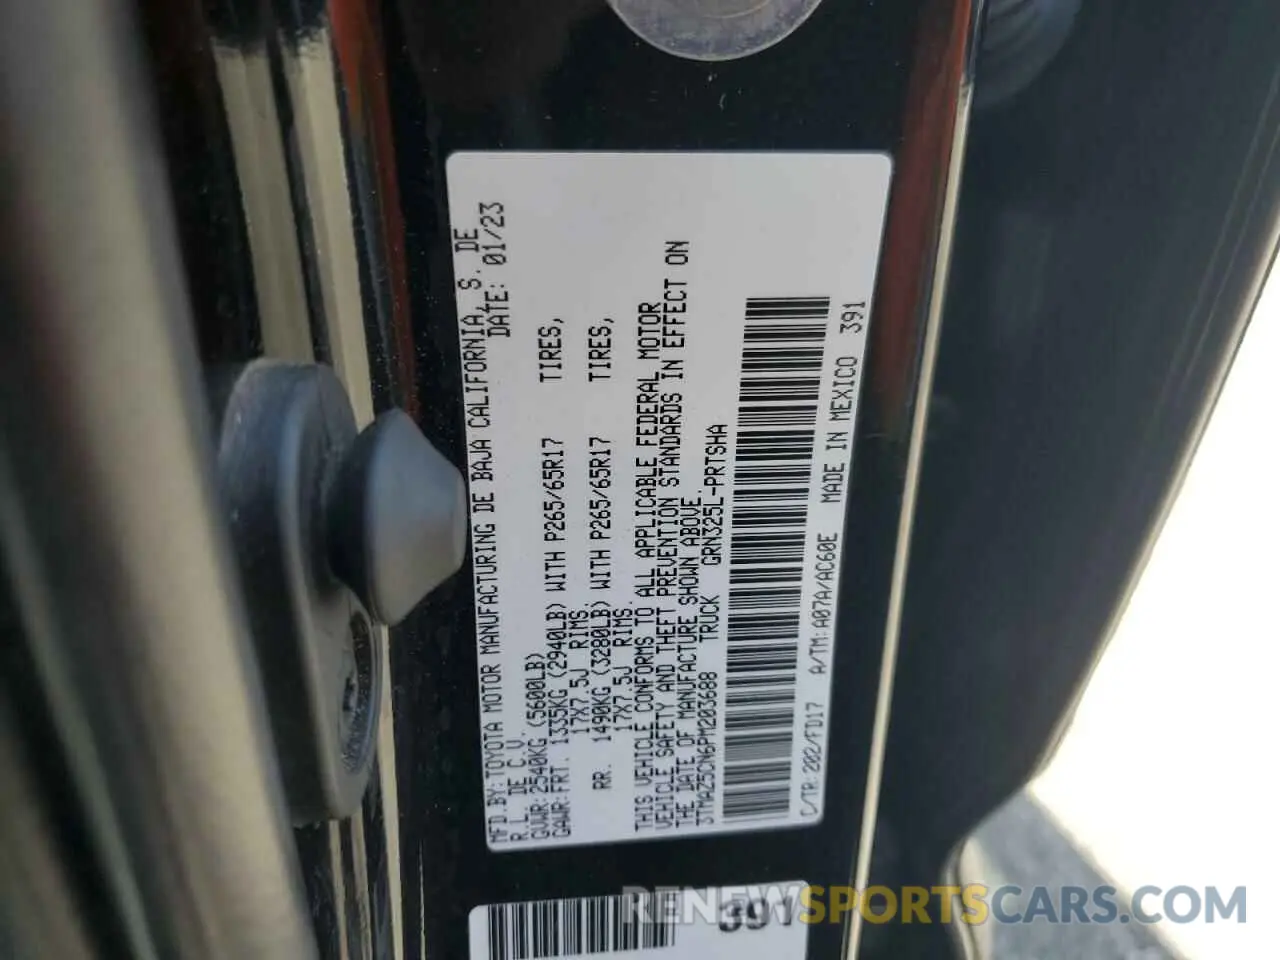 MFD.BY:TOYOTA MOTOR MANUFACTURING DE BAJA CALIFORNIA, S. DE
R.L. DE C.V. DATE: 01/23
GVWR:2540KG (5600LB)
GAWR:FRT. 1335KG (2940LB) WITH P265/65R17 TIRES,
17X7.5J RIMS.
RR. 1490KG (3280LB) WITH P265/65R17 TIRES,
17X7.5J RIMS.
THIS VEHICLE CONFORMS TO ALL APPLICABLE FEDERAL MOTOR
VEHICLE SAFETY AND THEFT PREVENTION STANDARDS IN EFFECT ON
THE DATE OF MANUFACTURE SHOWN ABOVE.
3TMAZ5CN6PM203688 TRUCK GRN325L-PRTSHA
C/TR:202/FD17 A/TM:A07A/AC60E MADE IN MEXICO 391
391
RENEWSPORTSCARS.COM